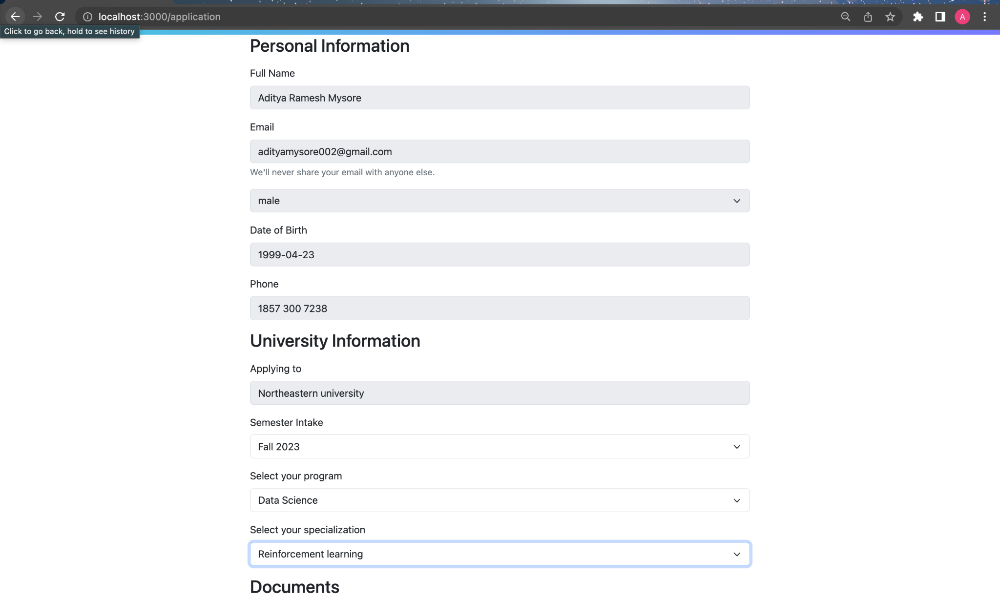 localhost:3000/application
A
Click to go back, hold to see history
Personal Information
Full Name
Aditya Ramesh Mysore
Email
adityamysore002@gmail.com
We'll never share your email with anyone else.
male
Date of Birth
1999-04-23
Phone
1857 300 7238
University Information
Applying to
Northeastern university
Semester Intake
Fall 2023
Select your program
Data Science
Select your specialization
Reinforcement learning
Documents